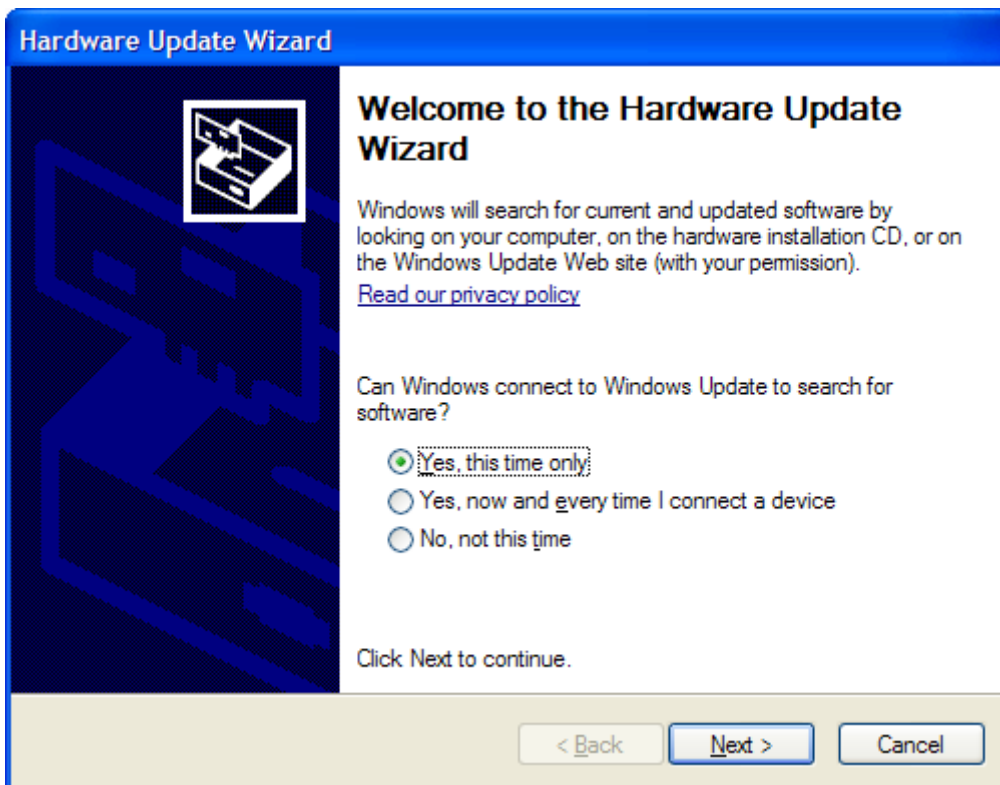 Hardware Update Wizard
Welcome to the Hardware Update
Wizard
Windows will search for current and updated software by
looking on your computer, on the hardware installation CD, or on
the Windows Update Web site (with your permission).
Read our privacy policy
Can Windows connect to Windows Update to search for
software?
Yes, this time only
Yes, now and every time I connect a device
No, not this time
Click Next to continue.
< Back
Next >
Cancel